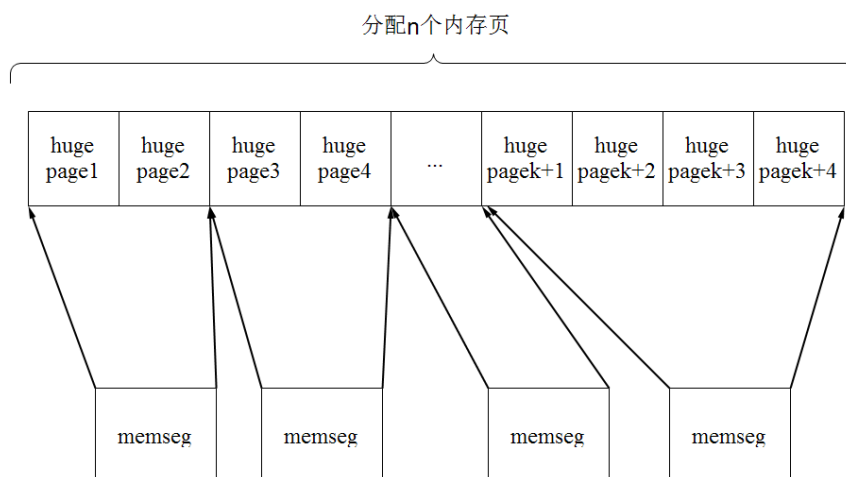 分配n个内存页
huge page1
huge page2
huge page3
huge page4
...
huge pagek+1
huge pagek+2
huge pagek+3
huge pagek+4
memseg
memseg
memseg
memseg